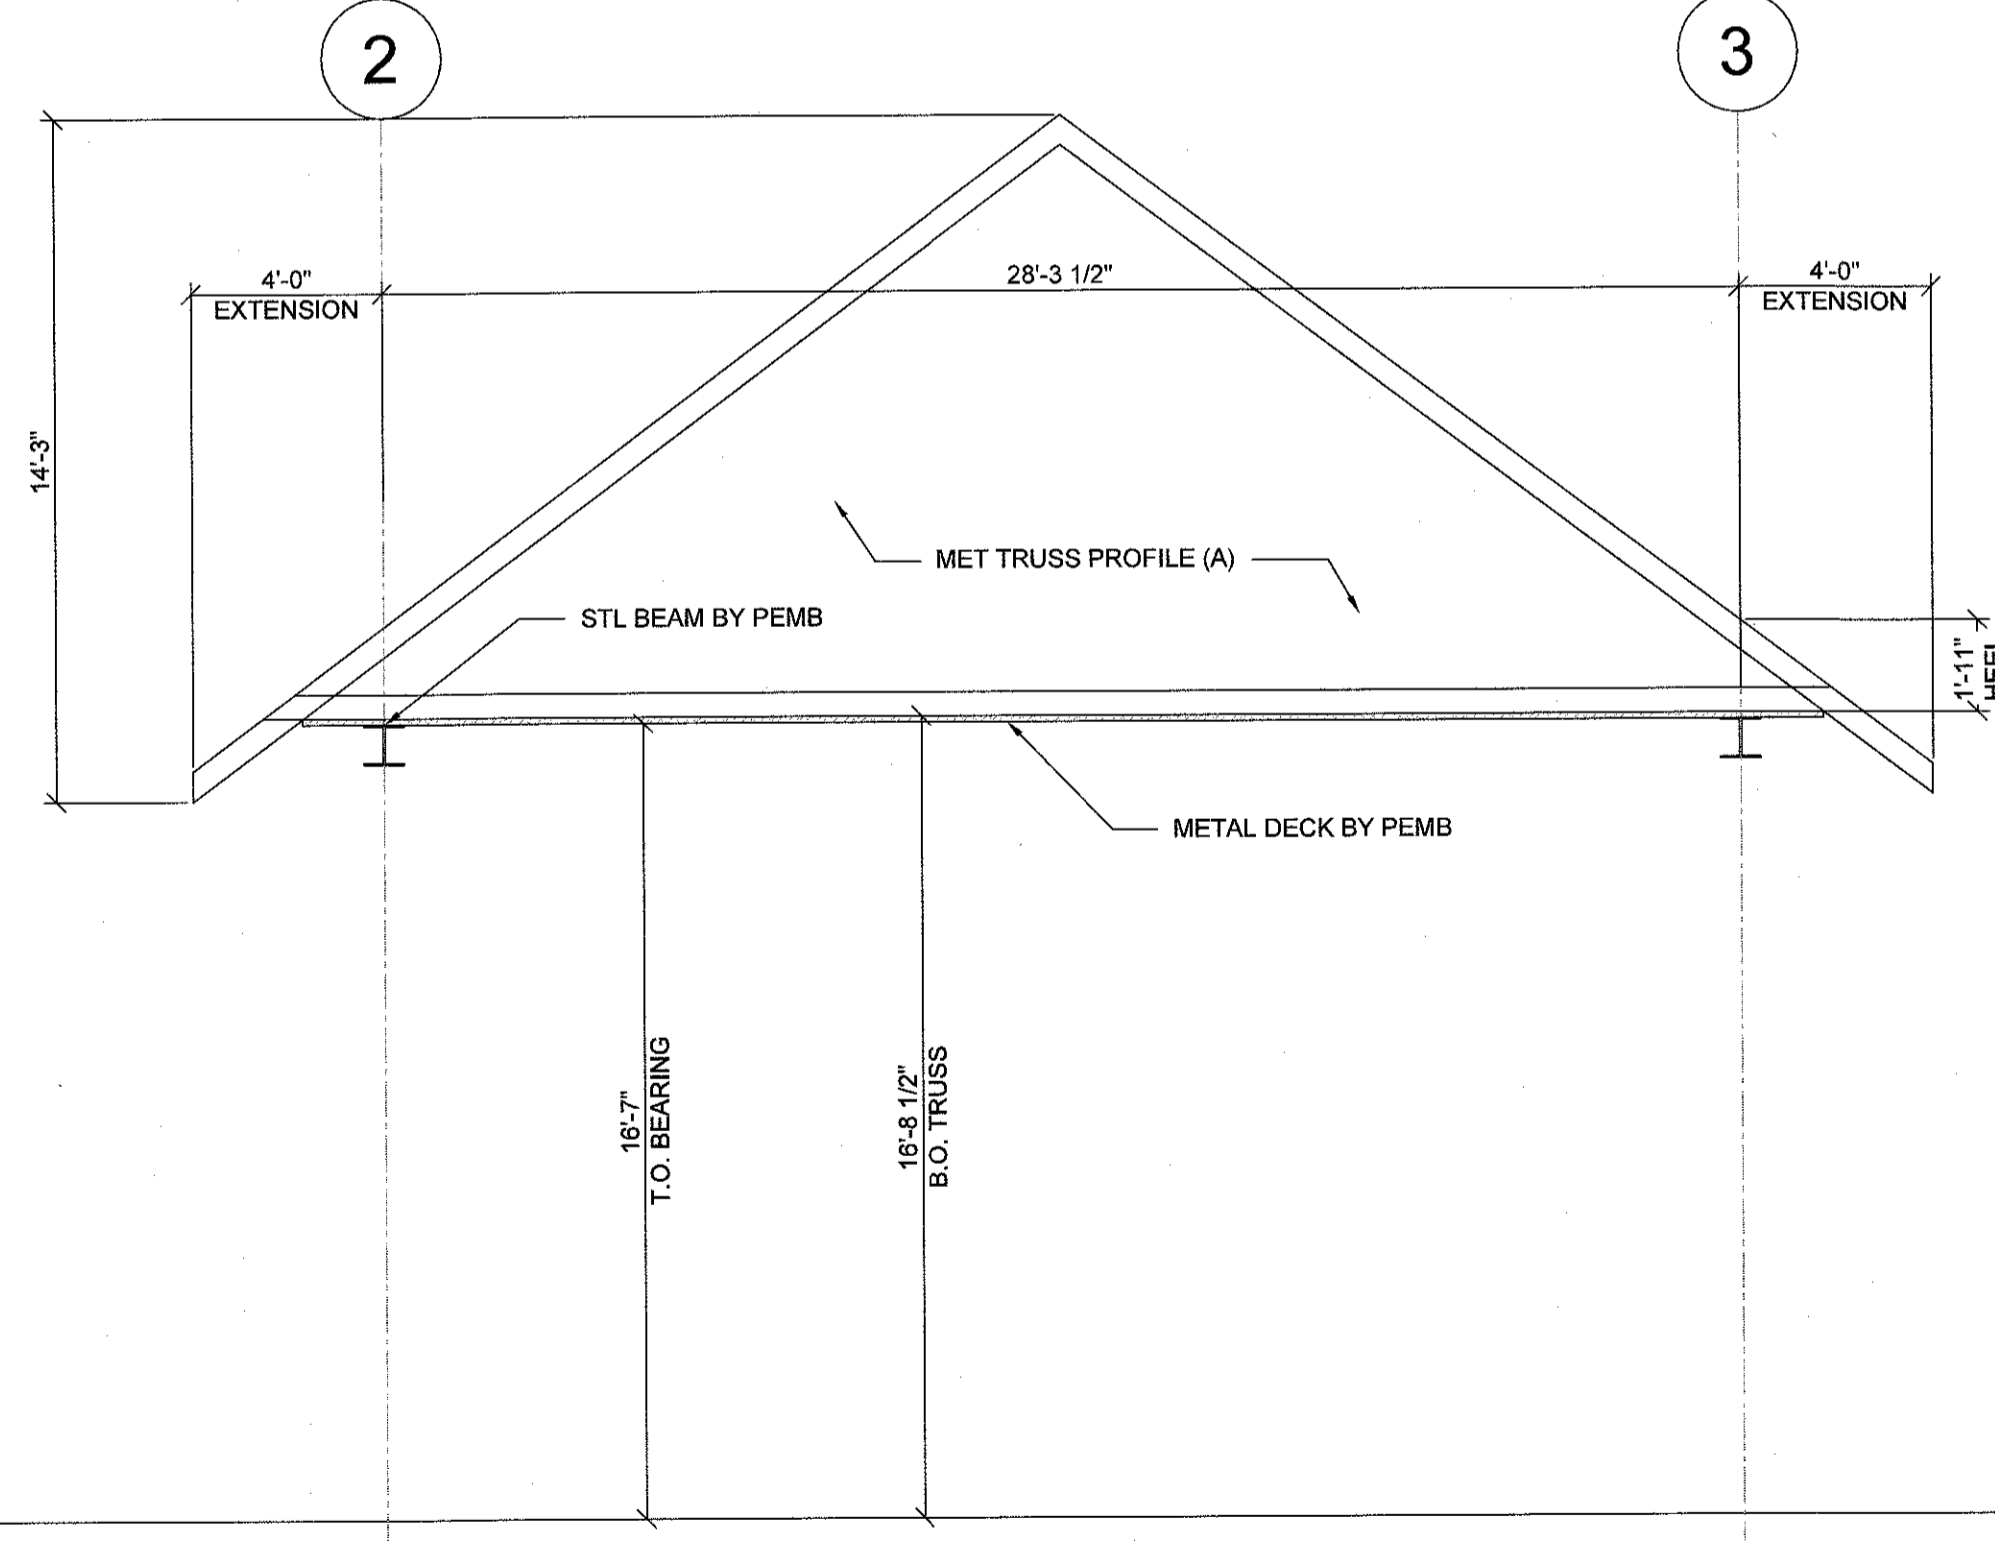 2
3
4'-0"
EXTENSION
28'-3 1/2"
4'-0"
EXTENSION
14'-3"
MET TRUSS PROFILE (A)
STL BEAM BY PEMB
1'-11"
HEEL
METAL DECK BY PEMB
16'-7"
T.O. BEARING
16'-8 1/2"
B.O. TRUSS